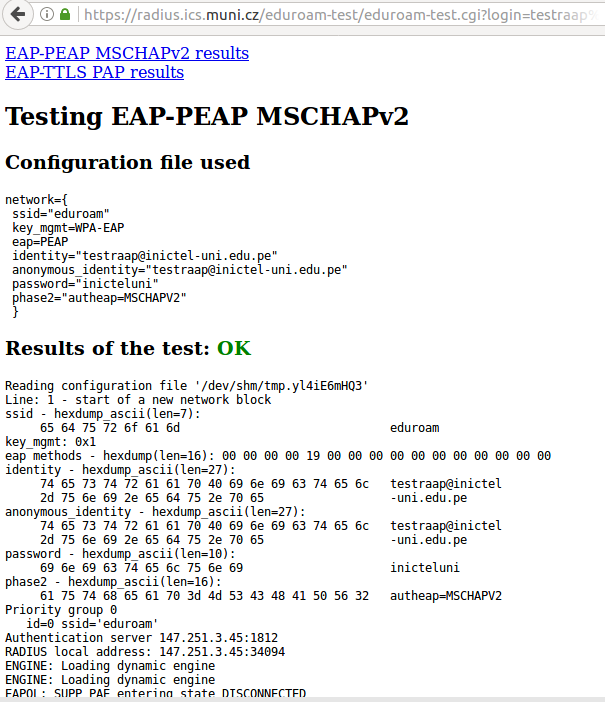 https://radius.ics.muni.cz/eduroam-test/eduroam-test.cgi?login=testraap
EAP-PEAP MSCHAPv2 results
EAP-TTLS PAP results
Testing EAP-PEAP MSCHAPv2
Configuration file used
network={
ssid="eduroam"
key_mgmt=WPA-EAP
eap=PEAP
identity="testraap@inictel-uni.edu.pe"
anonymous_identity="testraap@inictel-uni.edu.pe"
password="inicteluni"
phase2="autheap=MSCHAPV2"
}
Results of the test: OK
Reading configuration file '/dev/shm/tmp.yl4iE6mHQ3'
Line: 1 - start of a new network block
ssid - hexdump_ascii(len=7):
65 64 75 72 6f 61 6d eduroam
key_mgmt: 0x1
eap methods - hexdump(len=16): 00 00 00 00 19 00 00 00 00 00 00 00 00 00 00 00
identity - hexdump_ascii(len=27):
74 65 73 74 72 61 61 70 40 69 6e 69 63 74 65 6c testraap@inictel
2d 75 6e 69 2e 65 64 75 2e 70 65 -uni.edu.pe
anonymous_identity - hexdump_ascii(len=27):
74 65 73 74 72 61 61 70 40 69 6e 69 63 74 65 6c testraap@inictel
2d 75 6e 69 2e 65 64 75 2e 70 65 -uni.edu.pe
password - hexdump_ascii(len=10):
69 6e 69 63 74 65 6c 75 6e 69 inicteluni
phase2 - hexdump_ascii(len=16):
61 75 74 68 65 61 70 3d 4d 53 43 48 41 50 56 32 autheap=MSCHAPV2
Priority group 0
id=0 ssid='eduroam'
Authentication server 147.251.3.45:1812
RADIUS local address: 147.251.3.45:34094
ENGINE: Loading dynamic engine
ENGINE: Loading dynamic engine
EAPOL: SUPP_PAE entering state DISCONNECTED